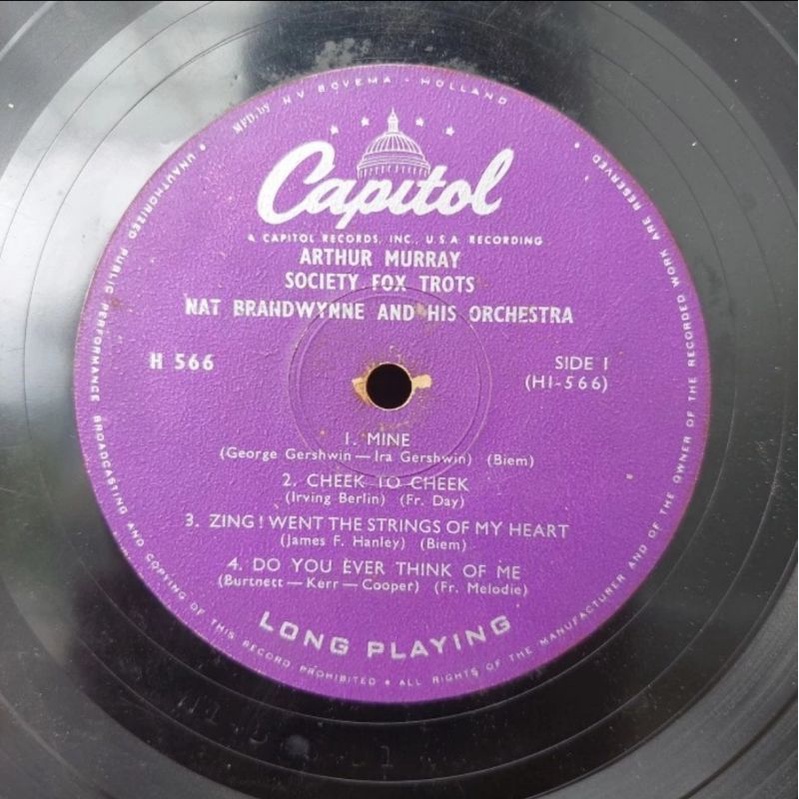 MFD. by NV BOVEMA - HOLLAND
Capitol
A CAPITOL RECORDS, INC., U.S.A. RECORDING
ARTHUR MURRAY
SOCIETY FOX TROTS
NAT BRANDWYNNE AND HIS ORCHESTRA
H 566
SIDE 1
(H1-566)
1. MINE
(George Gershwin — Ira Gershwin) (Biem)
2. CHEEK TO CHEEK
(Irving Berlin) (Fr. Day)
3. ZING! WENT THE STRINGS OF MY HEART
(James F. Hanley) (Biem)
4. DO YOU EVER THINK OF ME
(Burtnett — Kerr — Cooper) (Fr. Melodie)
LONG PLAYING
• UNAUTHORISED PUBLIC PERFORMANCE BROADCASTING AND COPYING OF THIS RECORD PROHIBITED • ALL RIGHTS OF THE MANUFACTURER AND OF THE OWNER OF THE RECORDED WORK ARE RESERVED •